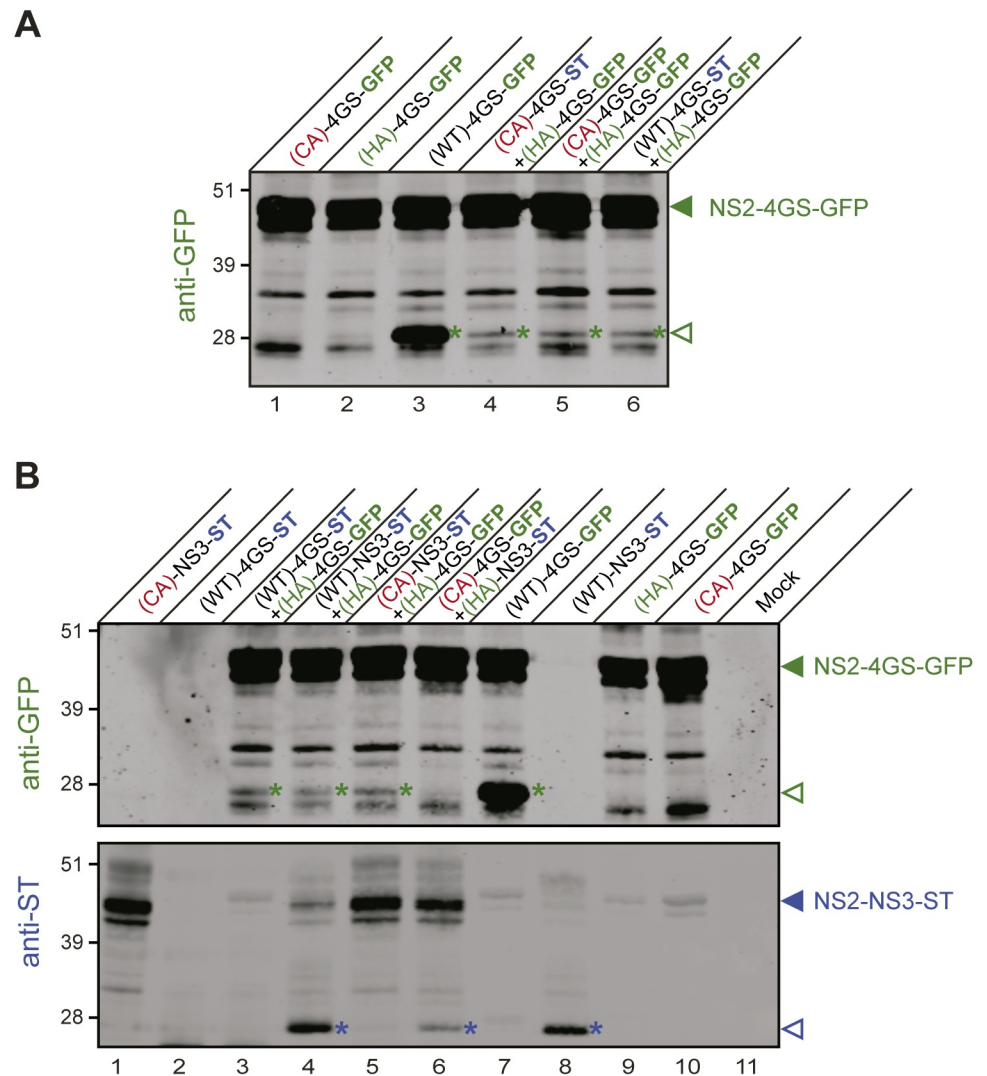 A
(CA)-4GS-GFP
(HA)-4GS-GFP
(WT)-4GS-GFP
(CA)-4GS-ST
+(HA)-4GS-GFP
(CA)-4GS-GFP
+(HA)-4GS-GFP
(WT)-4GS-ST
+(HA)-4GS-GFP
anti-GFP
51
39
28
* * * *
NS2-4GS-GFP
1 2 3 4 5 6
B
(CA)-NS3-ST
(WT)-4GS-ST
(WT)-4GS-ST
+(HA)-4GS-GFP
(WT)-NS3-ST
+(HA)-4GS-GFP
(CA)-NS3-ST
+(HA)-4GS-GFP
(CA)-4GS-GFP
+(HA)-NS3-ST
(WT)-4GS-GFP
(WT)-NS3-ST
(HA)-4GS-GFP
(CA)-4GS-GFP
Mock
anti-GFP
51
39
28
* * * *
NS2-4GS-GFP
anti-ST
51
39
28
* * *
NS2-NS3-ST
1 2 3 4 5 6 7 8 9 10 11